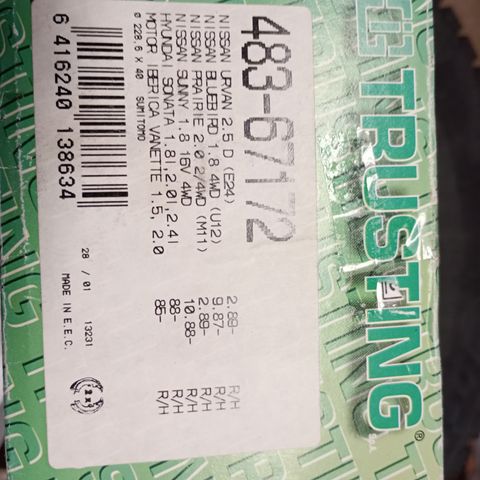 TRUSTING®
483-671/2
NISSAN URVAN 2.5 D (E24) 2.89- R/H
NISSAN BLUEBIRD 1.8 4WD (U12) 9.87- R/H
NISSAN PRAIRIE 2.0 2/4WD (M11) 2.89- R/H
NISSAN SUNNY 1.8 16V 4WD 10.88- R/H
HYUNDAI SONATA 1.8I,2.0I,2.4I 88- R/H
MOTOR IBERICA VANETTE 1.5, 2.0 85- R/H
Ø 228.6 X 40 SUMITOMO
6 416240 138634
28 / 01 13231
MADE IN E.E.C.
2x